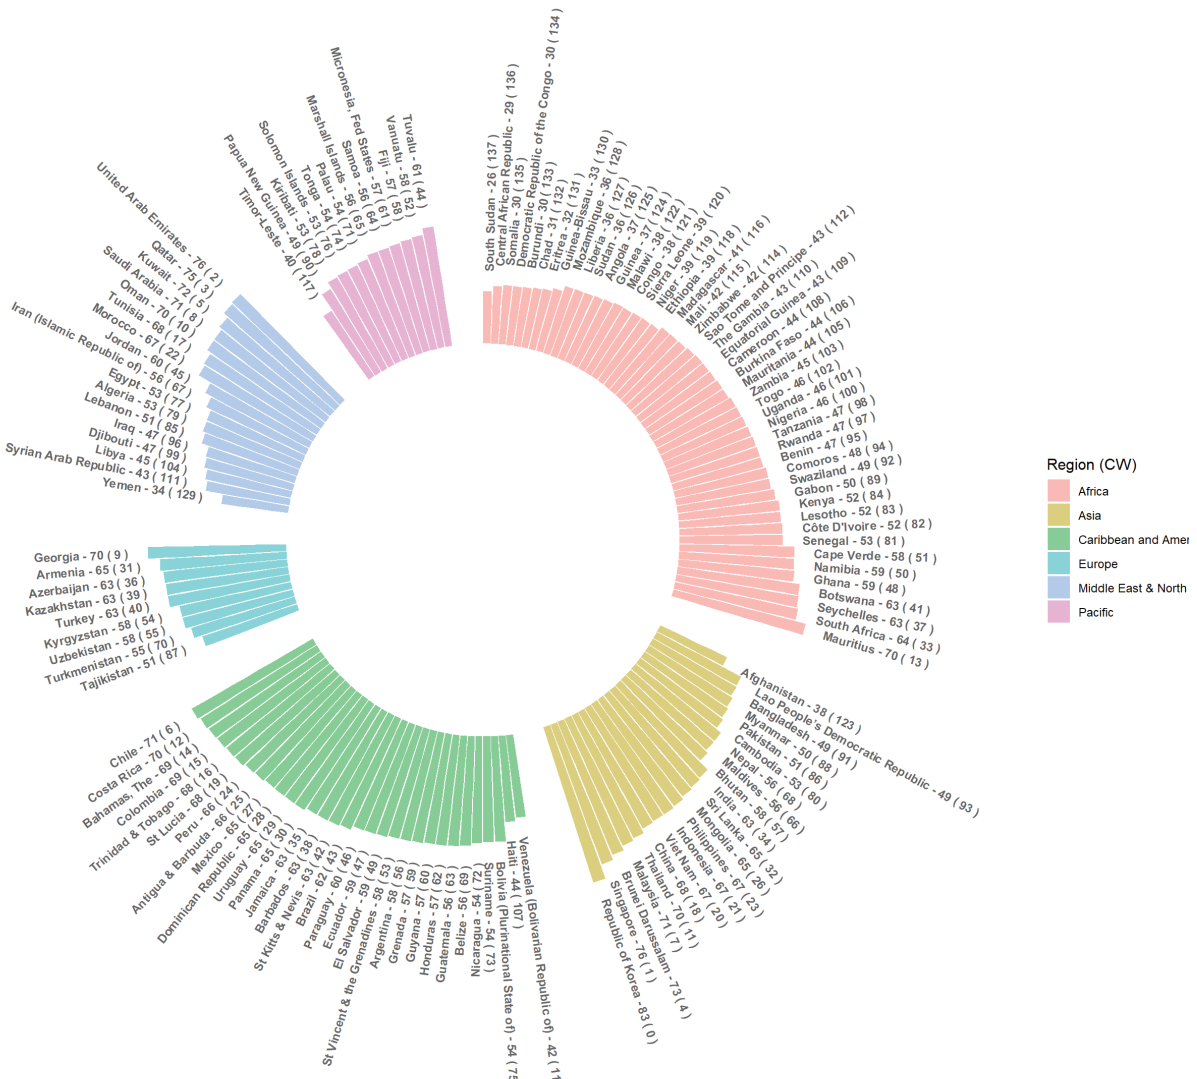 South Sudan - 26 ( 137 )
Central African Republic - 29 ( 136 )
Somalia - 30 ( 135 )
Democratic Republic of the Congo - 30 ( 134 )
Burundi - 30 ( 133 )
Chad - 31 ( 132 )
Eritrea - 32 ( 131 )
Guinea-Bissau - 33 ( 130 )
Mozambique - 36 ( 128 )
Liberia - 36 ( 127 )
Sudan - 36 ( 126 )
Angola - 37 ( 125 )
Guinea - 37 ( 124 )
Malawi - 38 ( 122 )
Congo - 38 ( 121 )
Sierra Leone - 39 ( 120 )
Niger - 39 ( 119 )
Ethiopia - 39 ( 118 )
Madagascar - 41 ( 116 )
Mali - 42 ( 115 )
Zimbabwe - 42 ( 114 )
Sao Tome and Principe - 43 ( 112 )
The Gambia - 43 ( 110 )
Equatorial Guinea - 43 ( 109 )
Cameroon - 44 ( 108 )
Burkina Faso - 44 ( 106 )
Mauritania - 44 ( 105 )
Zambia - 45 ( 103 )
Togo - 46 ( 102 )
Uganda - 46 ( 101 )
Nigeria - 46 ( 100 )
Tanzania - 47 ( 98 )
Rwanda - 47 ( 97 )
Benin - 47 ( 95 )
Comoros - 48 ( 94 )
Swaziland - 49 ( 92 )
Gabon - 50 ( 89 )
Kenya - 52 ( 84 )
Lesotho - 52 ( 83 )
Côte D'Ivoire - 52 ( 82 )
Senegal - 53 ( 81 )
Cape Verde - 58 ( 51 )
Namibia - 59 ( 50 )
Ghana - 59 ( 48 )
Botswana - 63 ( 41 )
Seychelles - 63 ( 37 )
South Africa - 64 ( 33 )
Mauritius - 70 ( 13 )
Afghanistan - 38 ( 123 )
Lao People's Democratic Republic - 49 ( 93 )
Bangladesh - 49 ( 91 )
Myanmar - 50 ( 88 )
Pakistan - 51 ( 86 )
Cambodia - 53 ( 80 )
Nepal - 56 ( 68 )
Maldives - 56 ( 66 )
Bhutan - 58 ( 57 )
India - 63 ( 34 )
Sri Lanka - 65 ( 32 )
Mongolia - 65 ( 26 )
Philippines - 67 ( 23 )
Indonesia - 67 ( 21 )
Viet Nam - 67 ( 20 )
China - 68 ( 18 )
Thailand - 70 ( 11 )
Malaysia - 71 ( 7 )
Brunei Darussalam - 73 ( 4 )
Singapore - 76 ( 1 )
Republic of Korea - 83 ( 0 )
Venezuela (Bolivarian Republic of) - 42 ( 11
Haiti - 44 ( 107 )
Bolivia (Plurinational State of) - 54 ( 75
Suriname - 54 ( 73 )
Nicaragua - 54 ( 72 )
Belize - 56 ( 69 )
Guatemala - 56 ( 63 )
Honduras - 57 ( 62 )
Guyana - 57 ( 60 )
Grenada - 57 ( 59 )
Argentina - 58 ( 56 )
St Vincent & the Grenadines - 58 ( 53 )
El Salvador - 59 ( 49 )
Ecuador - 59 ( 47 )
Paraguay - 60 ( 46 )
Brazil - 62 ( 43 )
St Kitts & Nevis - 63 ( 42 )
Barbados - 63 ( 38 )
Jamaica - 63 ( 35 )
Panama - 65 ( 30 )
Uruguay - 65 ( 29 )
Dominican Republic - 65 ( 28 )
Mexico - 65 ( 27 )
Antigua & Barbuda - 66 ( 25 )
Peru - 66 ( 24 )
St Lucia - 68 ( 19 )
Trinidad & Tobago - 68 ( 16 )
Colombia - 69 ( 15 )
Bahamas, The - 69 ( 14 )
Costa Rica - 70 ( 12 )
Chile - 71 ( 6 )
Tajikistan - 51 ( 87 )
Turkmenistan - 55 ( 70 )
Uzbekistan - 58 ( 55 )
Kyrgyzstan - 58 ( 54 )
Turkey - 63 ( 40 )
Kazakhstan - 63 ( 39 )
Azerbaijan - 63 ( 36 )
Armenia - 65 ( 31 )
Georgia - 70 ( 9 )
Yemen - 34 ( 129 )
Syrian Arab Republic - 43 ( 111 )
Libya - 45 ( 104 )
Djibouti - 47 ( 99 )
Iraq - 47 ( 96 )
Lebanon - 51 ( 85 )
Algeria - 53 ( 79 )
Egypt - 53 ( 77 )
Iran (Islamic Republic of) - 56 ( 67 )
Jordan - 60 ( 45 )
Morocco - 67 ( 22 )
Tunisia - 68 ( 17 )
Oman - 70 ( 10 )
Saudi Arabia - 71 ( 8 )
Kuwait - 72 ( 5 )
Qatar - 75 ( 3 )
United Arab Emirates - 76 ( 2 )
Timor-Leste - 40 ( 117 )
Papua New Guinea - 49 ( 90 )
Kiribati - 53 ( 78 )
Solomon Islands - 53 ( 76 )
Tonga - 54 ( 74 )
Palau - 54 ( 71 )
Marshall Islands - 56 ( 65 )
Samoa - 56 ( 64 )
Micronesia, Fed States - 57 ( 61 )
Fiji - 57 ( 58 )
Vanuatu - 58 ( 52 )
Tuvalu - 61 ( 44 )
Region (CW)
Africa
Asia
Caribbean and Amer
Europe
Middle East & North
Pacific